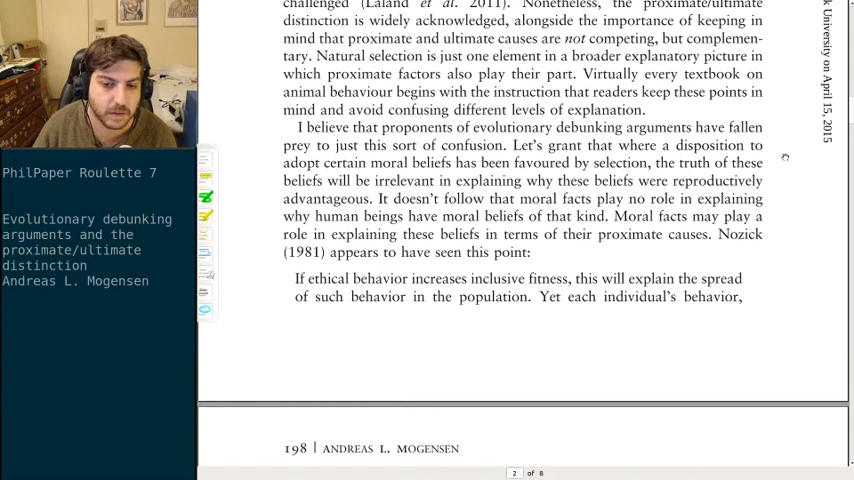 challenged (Laland et al. 2011). Nonetheless, the proximate/ultimate
distinction is widely acknowledged, alongside the importance of keeping in
mind that proximate and ultimate causes are not competing, but complemen-
tary. Natural selection is just one element in a broader explanatory picture in
which proximate factors also play their part. Virtually every textbook on
animal behaviour begins with the instruction that readers keep these points in
mind and avoid confusing different levels of explanation.
I believe that proponents of evolutionary debunking arguments have fallen
prey to just this sort of confusion. Let's grant that where a disposition to
adopt certain moral beliefs has been favoured by selection, the truth of these
beliefs will be irrelevant in explaining why these beliefs were reproductively
advantageous. It doesn't follow that moral facts play no role in explaining
why human beings have moral beliefs of that kind. Moral facts may play a
role in explaining these beliefs in terms of their proximate causes. Nozick
(1981) appears to have seen this point:
If ethical behavior increases inclusive fitness, this will explain the spread
of such behavior in the population. Yet each individual's behavior,
198 | ANDREAS L. MOGENSEN
k University on April 15, 2015
PhilPaper Roulette 7
Evolutionary debunking
arguments and the
proximate/ultimate
distinction
Andreas L. Mogensen
2 of 8